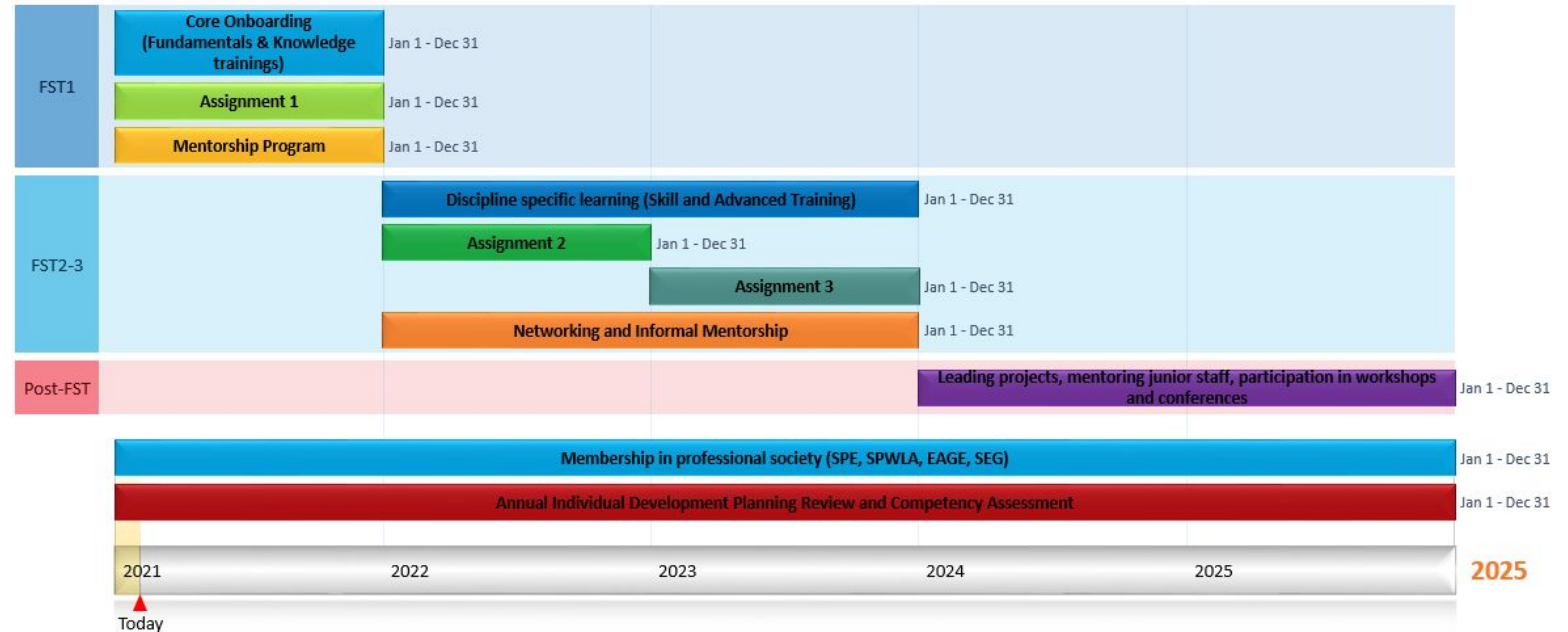 FST1
Core Onboarding
(Fundamentals & Knowledge
trainings)
Jan 1 - Dec 31
Assignment 1
Jan 1 - Dec 31
Mentorship Program
Jan 1 - Dec 31
FST2-3
Discipline specific learning (Skill and Advanced Training)
Jan 1 - Dec 31
Assignment 2
Jan 1 - Dec 31
Assignment 3
Jan 1 - Dec 31
Networking and Informal Mentorship
Jan 1 - Dec 31
Post-FST
Leading projects, mentoring junior staff, participation in workshops
and conferences
Jan 1 - Dec 31
Membership in professional society (SPE, SPWLA, EAGE, SEG)
Jan 1 - Dec 31
Annual Individual Development Planning Review and Competency Assessment
Jan 1 - Dec 31
2021 2022 2023 2024 2025 2025
Today